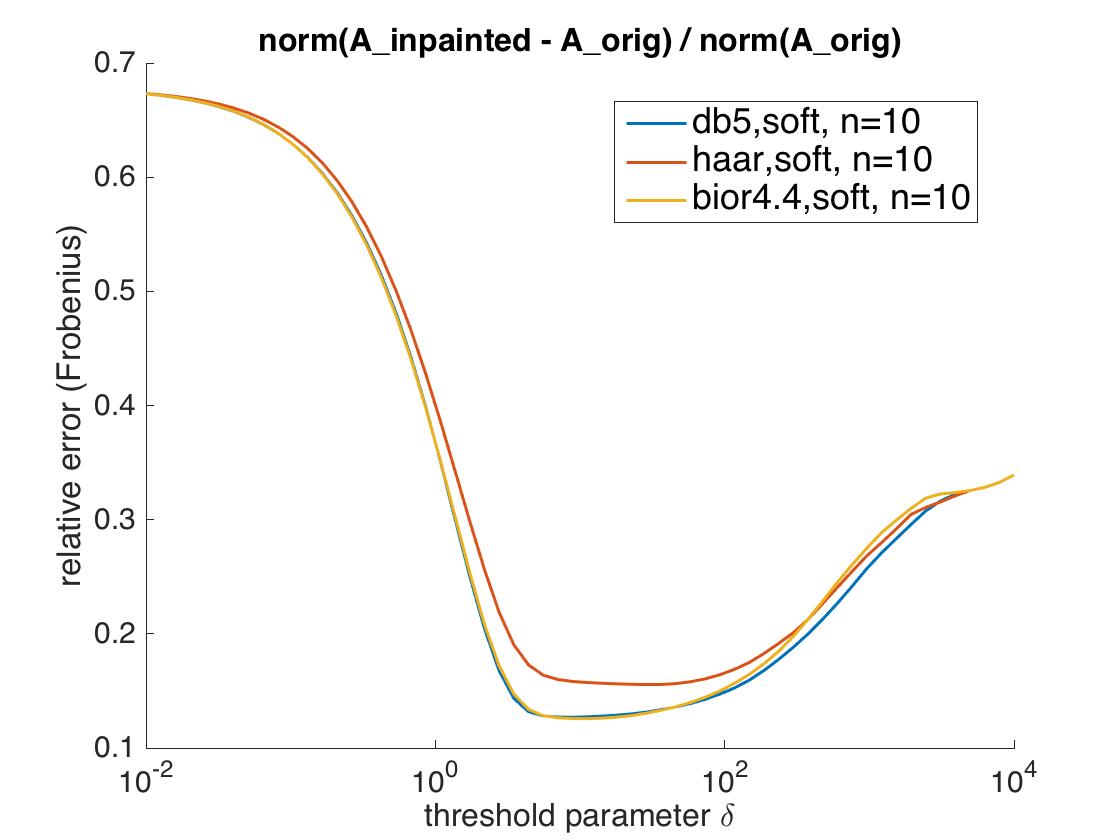 norm(A_inpainted - A_orig) / norm(A_orig)
0.7
0.6
0.5
0.4
0.3
0.2
0.1
relative error (Frobenius)
db5,soft, n=10
haar,soft, n=10
bior4.4,soft, n=10
10^-2
10^0
10^2
10^4
threshold parameter δ